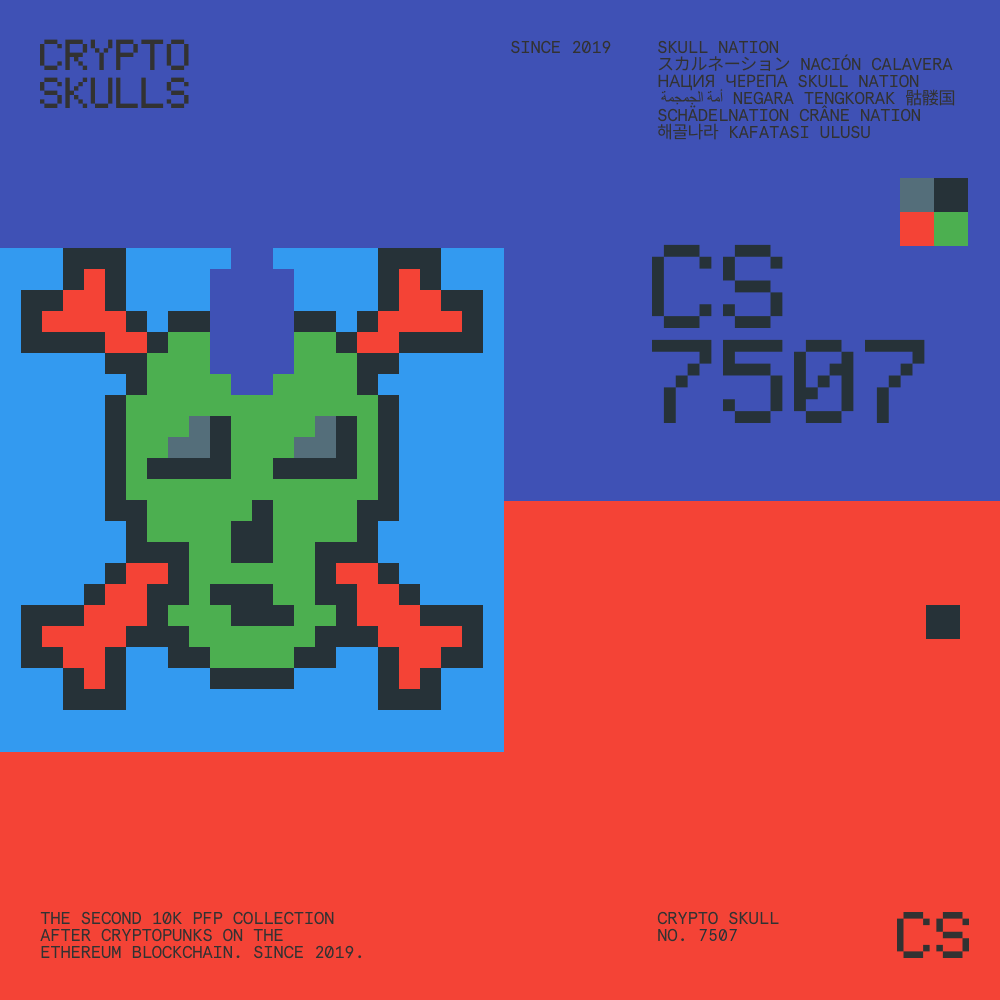 CRYPTO
SKULLS
SINCE 2019
SKULL NATION
スカルネーション NACIÓN CALAVERA
НАЦИЯ ЧЕРЕПА SKULL NATION
أمة الجمجمة NEGARA TENGKORAK 骷髅国
SCHÄDELNATION CRÂNE NATION
해골나라 KAFATASI ULUSU
CS
7507
THE SECOND 10K PFP COLLECTION
AFTER CRYPTOPUNKS ON THE
ETHEREUM BLOCKCHAIN. SINCE 2019.
CRYPTO SKULL
NO. 7507
CS